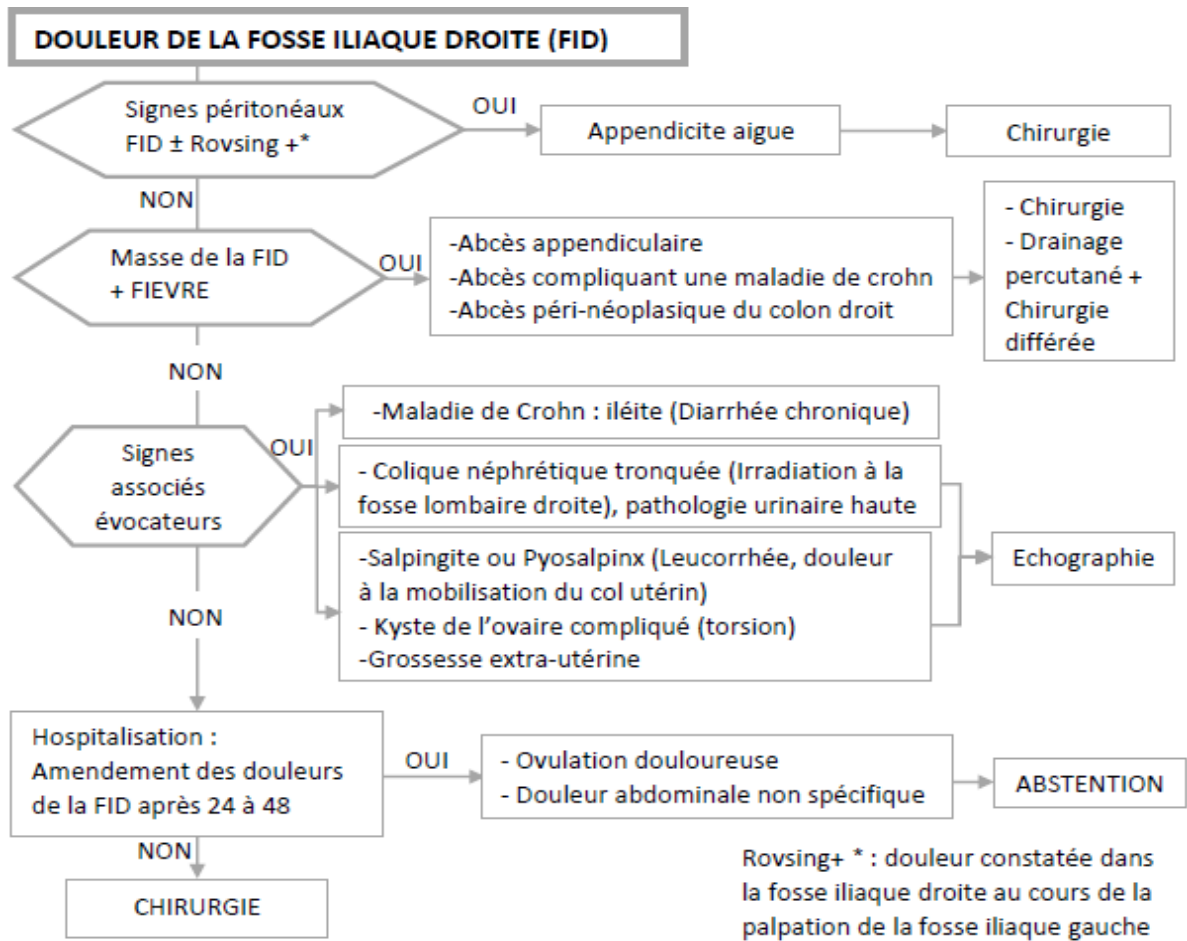 DOULEUR DE LA FOSSE ILIAQUE DROITE (FID)
Signes péritonéaux
FID ± Rovsing +*
OUI
Appendicite aigue
Chirurgie
NON
Masse de la FID
+ FIEVRE
OUI
-Abcès appendiculaire
-Abcès compliquant une maladie de crohn
-Abcès péri-néoplasique du colon droit
- Chirurgie
- Drainage
percutané +
Chirurgie
différée
NON
Signes
associés
évocateurs
OUI
-Maladie de Crohn : iléite (Diarrhée chronique)
- Colique néphrétique tronquée (Irradiation à la
fosse lombaire droite), pathologie urinaire haute
-Salpingite ou Pyosalpinx (Leucorrhée, douleur
à la mobilisation du col utérin)
- Kyste de l’ovaire compliqué (torsion)
-Grossesse extra-utérine
Echographie
NON
Hospitalisation :
Amendement des douleurs
de la FID après 24 à 48
OUI
- Ovulation douloureuse
- Douleur abdominale non spécifique
ABSTENTION
NON
CHIRURGIE
Rovsing+ * : douleur constatée dans
la fosse iliaque droite au cours de la
palpation de la fosse iliaque gauche